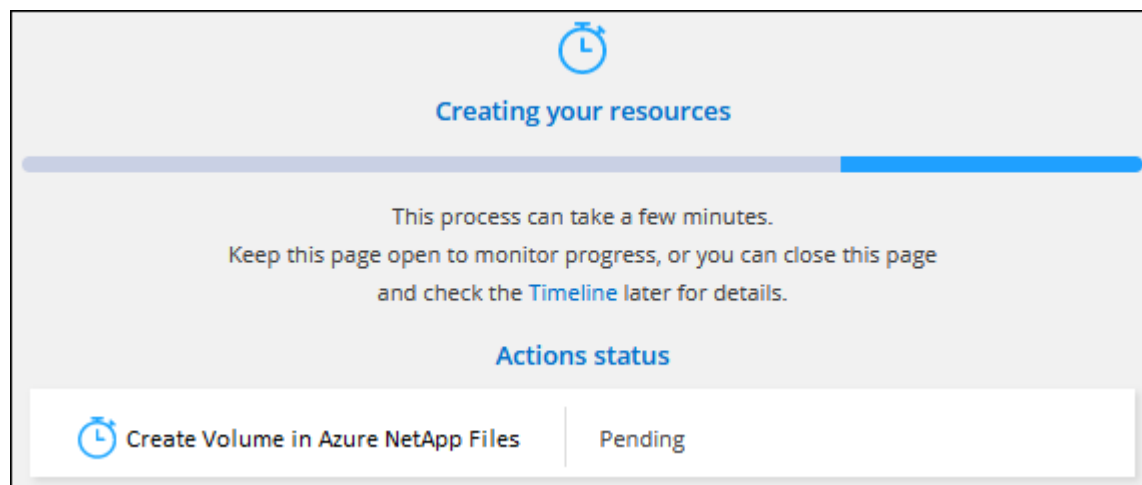 Creating your resources
This process can take a few minutes.
Keep this page open to monitor progress, or you can close this page
and check the Timeline later for details.
Actions status
Create Volume in Azure NetApp Files Pending